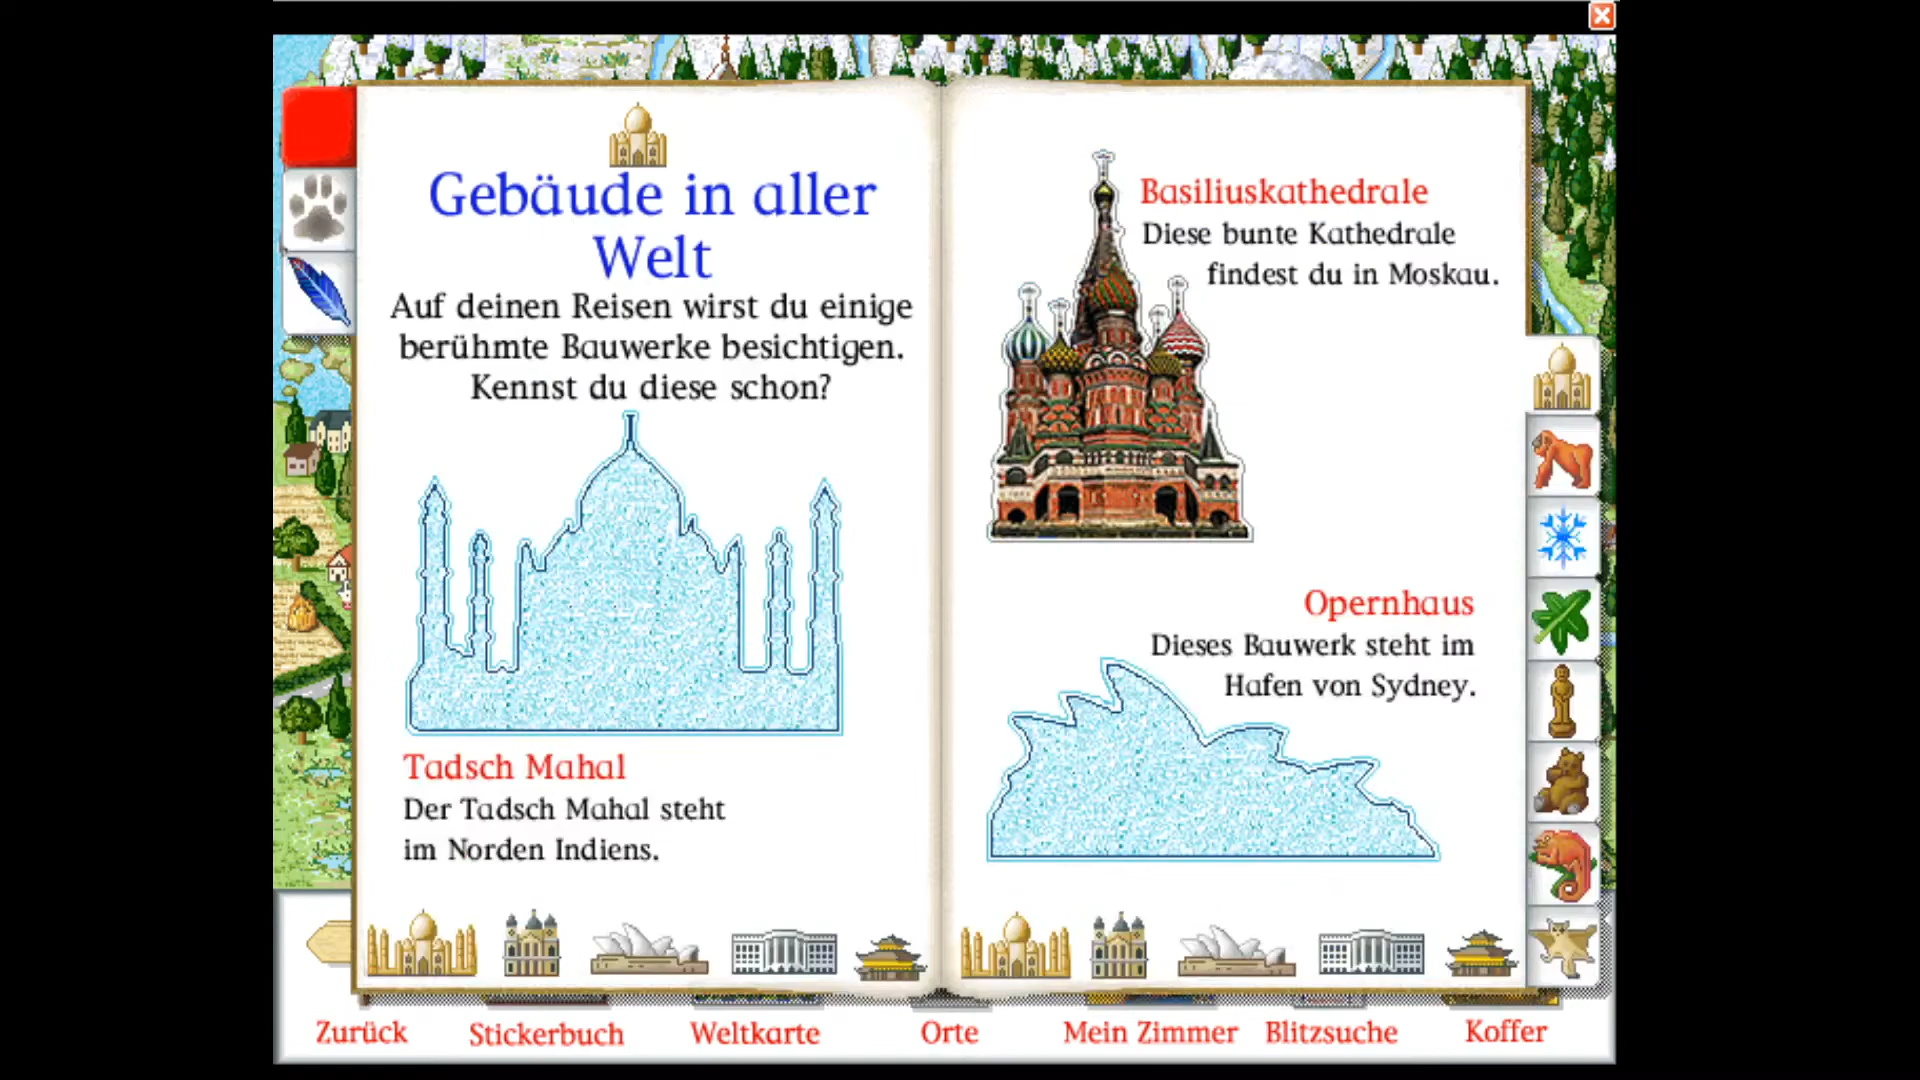 Gebäude in aller
Welt
Auf deinen Reisen wirst du einige
berühmte Bauwerke besichtigen.
Kennst du diese schon?
Tadsch Mahal
Der Tadsch Mahal steht
im Norden Indiens.
Basiliuskathedrale
Diese bunte Kathedrale
findest du in Moskau.
Opernhaus
Dieses Bauwerk steht im
Hafen von Sydney.
Zurück
Stickerbuch
Weltkarte
Orte
Mein Zimmer
Blitzsuche
Koffer